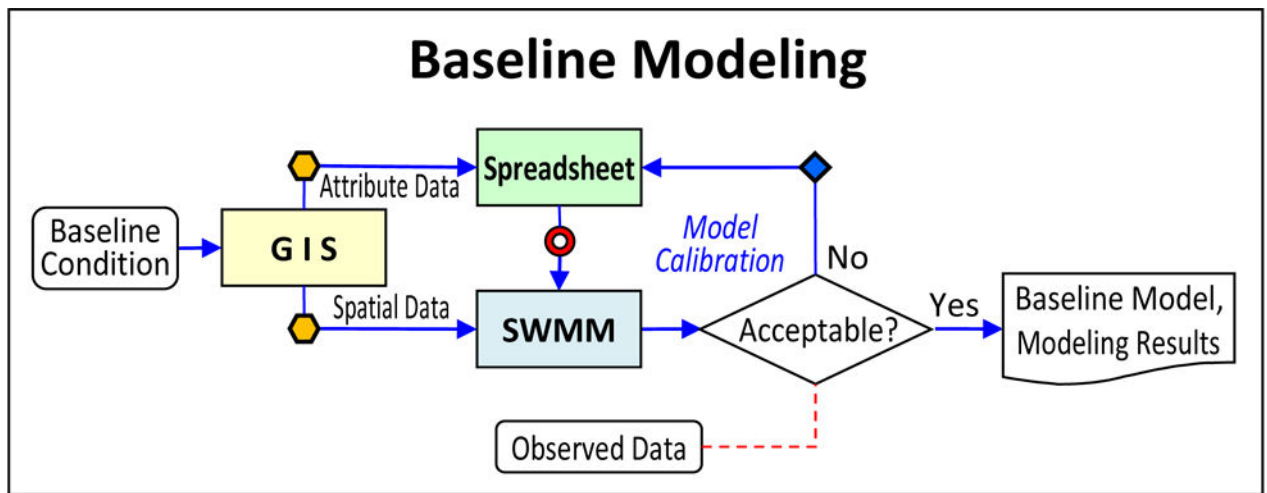 Baseline Modeling
Spreadsheet
Attribute Data
Baseline
Condition
G I S
Model
Calibration
No
Spatial Data
SWMM
Acceptable?
Yes
Baseline Model,
Modeling Results
Observed Data